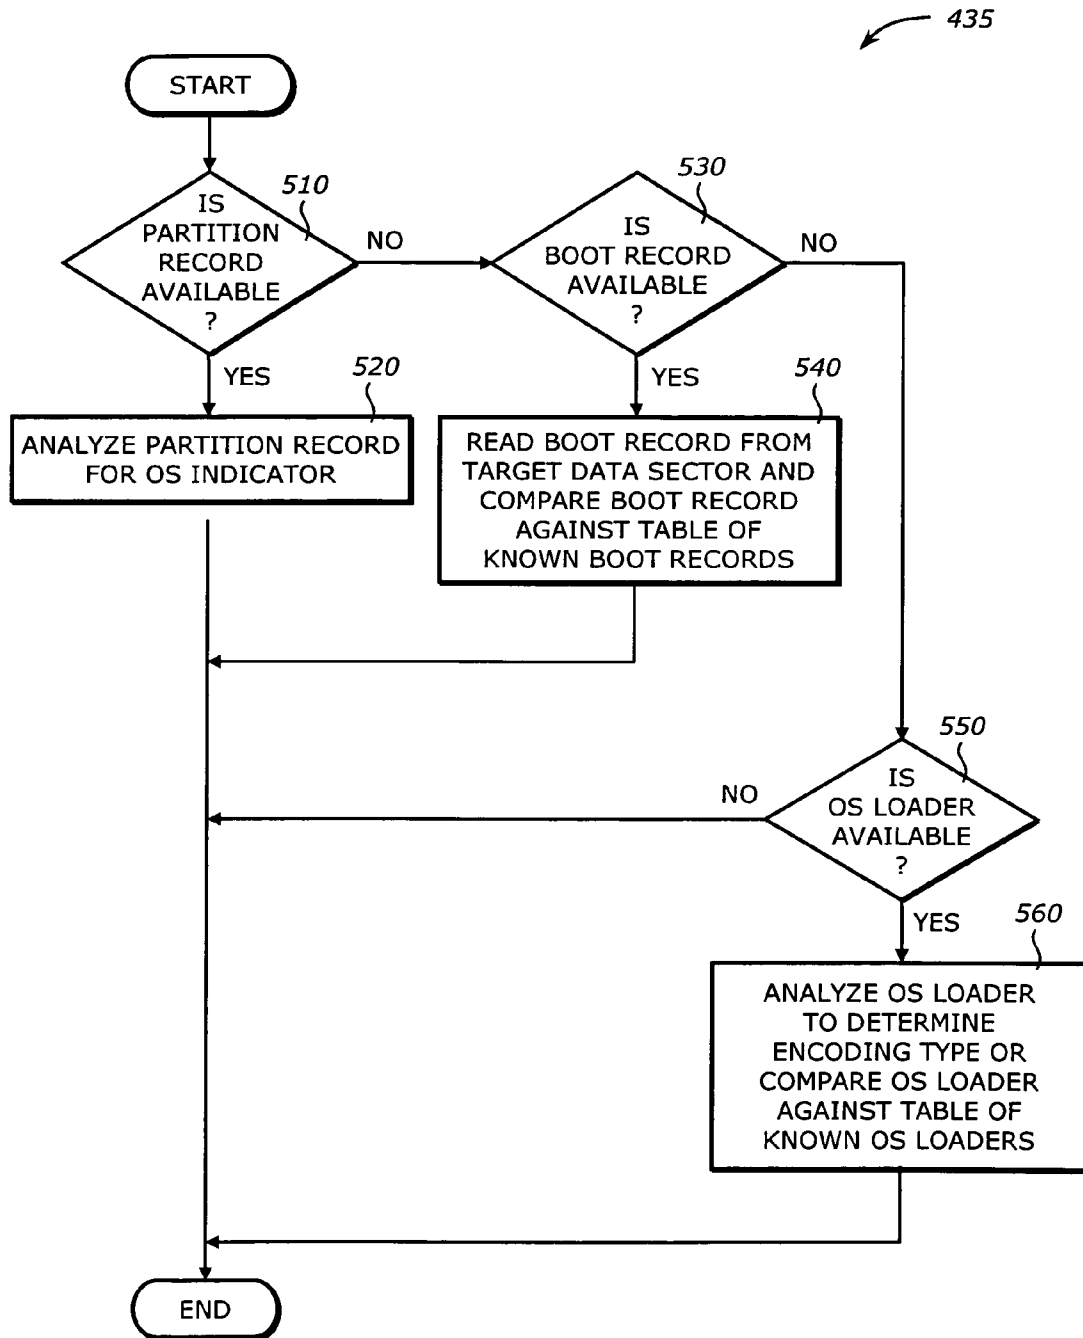 435
START
510
IS
PARTITION
RECORD
AVAILABLE
?
NO
YES
530
IS
BOOT RECORD
AVAILABLE
?
NO
YES
520
ANALYZE PARTITION RECORD
FOR OS INDICATOR
540
READ BOOT RECORD FROM
TARGET DATA SECTOR AND
COMPARE BOOT RECORD
AGAINST TABLE OF
KNOWN BOOT RECORDS
550
IS
OS LOADER
AVAILABLE
?
NO
YES
560
ANALYZE OS LOADER
TO DETERMINE
ENCODING TYPE OR
COMPARE OS LOADER
AGAINST TABLE OF
KNOWN OS LOADERS
END